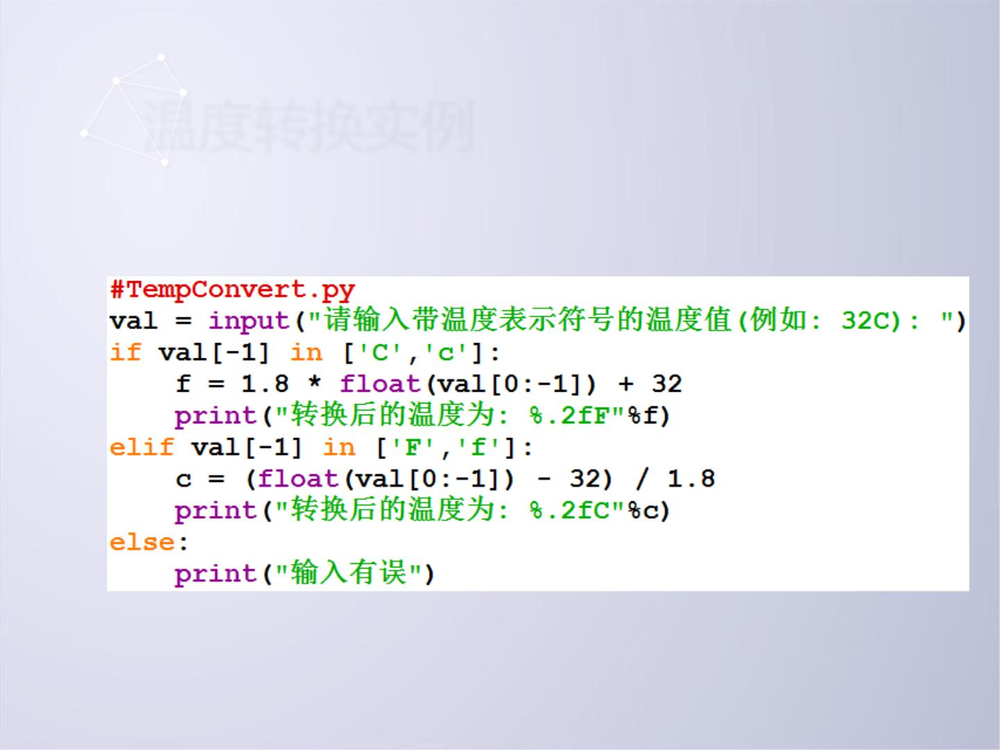 温度转换实例
#TempConvert.py
val = input("请输入带温度表示符号的温度值(例如: 32C): ")
if val[-1] in ['C','c']:
    f = 1.8 * float(val[0:-1]) + 32
    print("转换后的温度为: %.2fF"%f)
elif val[-1] in ['F','f']:
    c = (float(val[0:-1]) - 32) / 1.8
    print("转换后的温度为: %.2fC"%c)
else:
    print("输入有误")